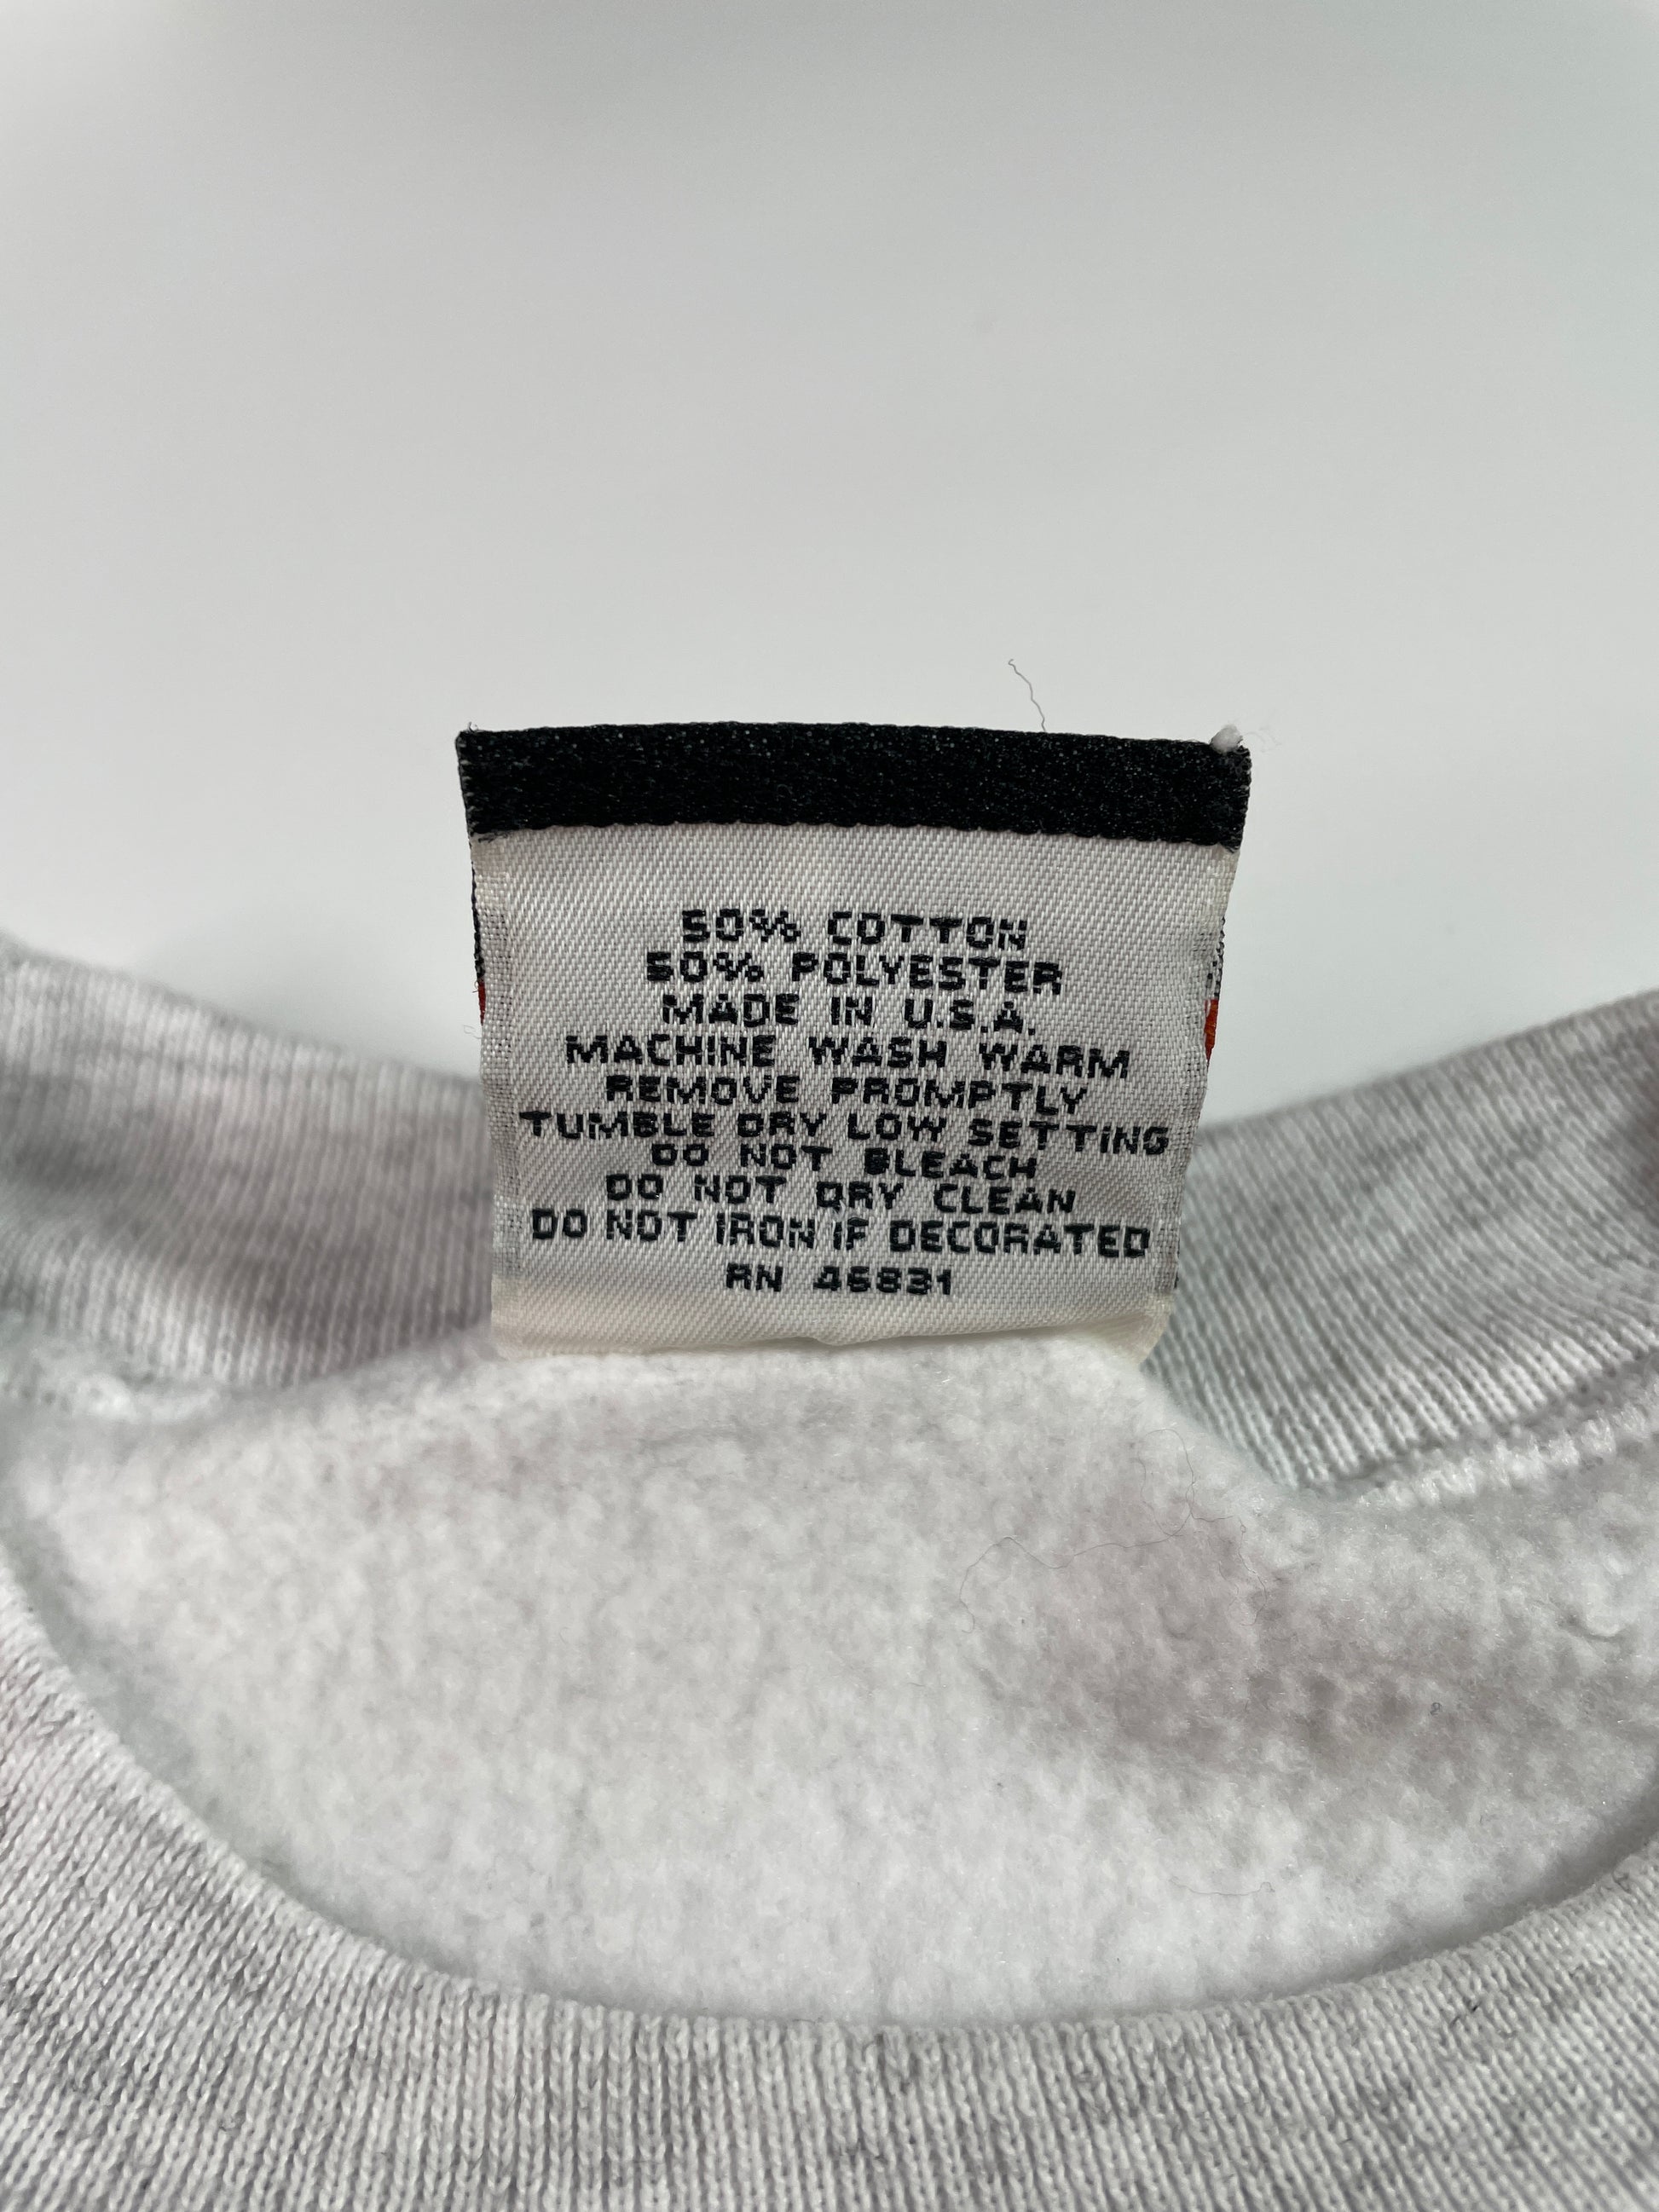 50% COTTON
50% POLYESTER
MADE IN U.S.A.
MACHINE WASH WARM
REMOVE PROMPTLY
TUMBLE DRY LOW SETTING
DO NOT BLEACH
DO NOT DRY CLEAN
DO NOT IRON IF DECORATED
RN 46831